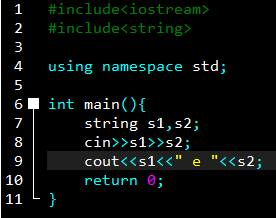 1 #include<iostream>
2 #include<string>
3
4 using namespace std;
5
6 int main(){
7 string s1,s2;
8 cin>>s1>>s2;
9 cout<<s1<<" e "<<s2;
10 return 0;
11 }